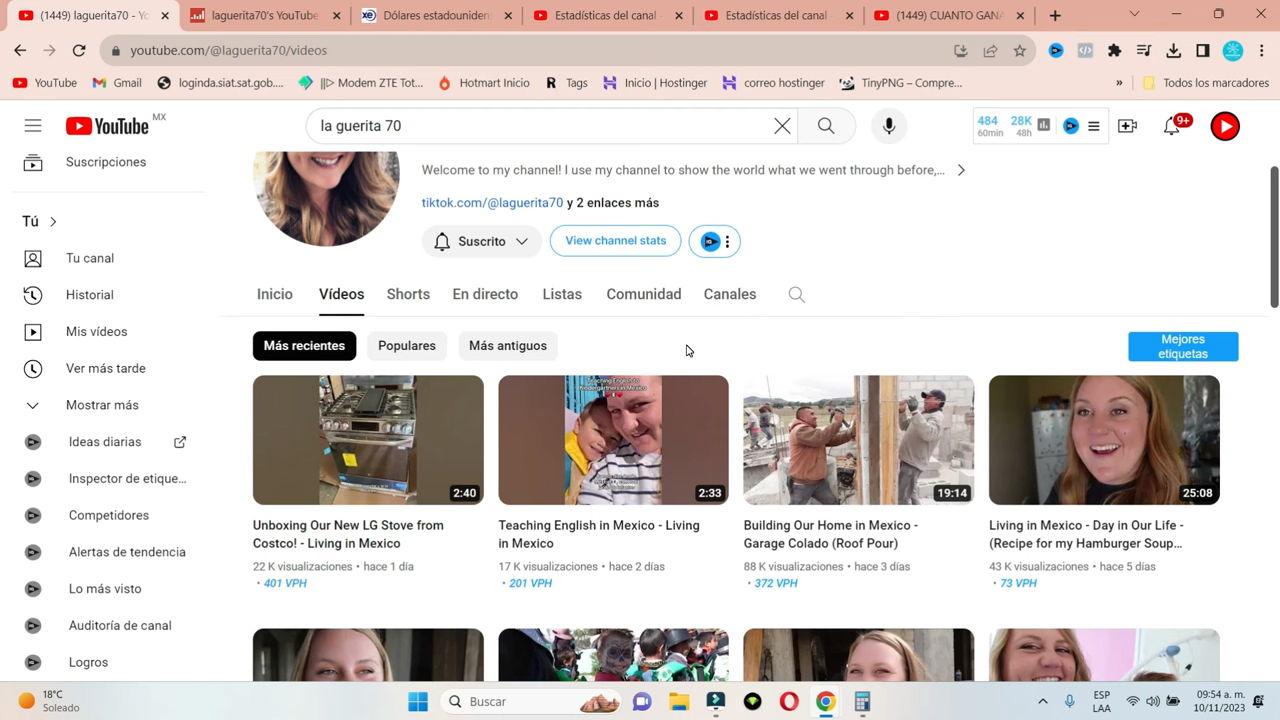 (1449) laguerita70 - Yo
laguerita70's YouTube
Dólares estadouniden
Estadísticas del canal -
Estadísticas del canal -
(1449) CUANTO GANA
youtube.com/@laguerita70/videos
YouTube
Gmail
loginda.siat.sat.gob....
||▷ Modem ZTE Tot...
Hotmart Inicio
R Tags
Inicio | Hostinger
correo hostinger
TinyPNG – Compre...
»
Todos los marcadores
YouTube MX
la guerita 70
484
60min
28K
48h
9+
Suscripciones
Welcome to my channel! I use my channel to show the world what we went through before,...
tiktok.com/@laguerita70 y 2 enlaces más
Suscrito
View channel stats
Tú
Tu canal
Historial
Mis vídeos
Ver más tarde
Mostrar más
Ideas diarias
Inspector de etique...
Competidores
Alertas de tendencia
Lo más visto
Auditoría de canal
Logros
Inicio
Vídeos
Shorts
En directo
Listas
Comunidad
Canales
Más recientes
Populares
Más antiguos
Mejores
etiquetas
2:40
Unboxing Our New LG Stove from
Costco! - Living in Mexico
22 K visualizaciones • hace 1 día
• 401 VPH
Teaching English to
2:33
Teaching English in Mexico - Living
in Mexico
17 K visualizaciones • hace 2 días
• 201 VPH
19:14
Building Our Home in Mexico -
Garage Colado (Roof Pour)
88 K visualizaciones • hace 3 días
• 372 VPH
25:08
Living in Mexico - Day in Our Life -
(Recipe for my Hamburger Soup...
43 K visualizaciones • hace 5 días
• 73 VPH
18°C
Soleado
Buscar
ESP
LAA
09:54 a. m.
10/11/2023